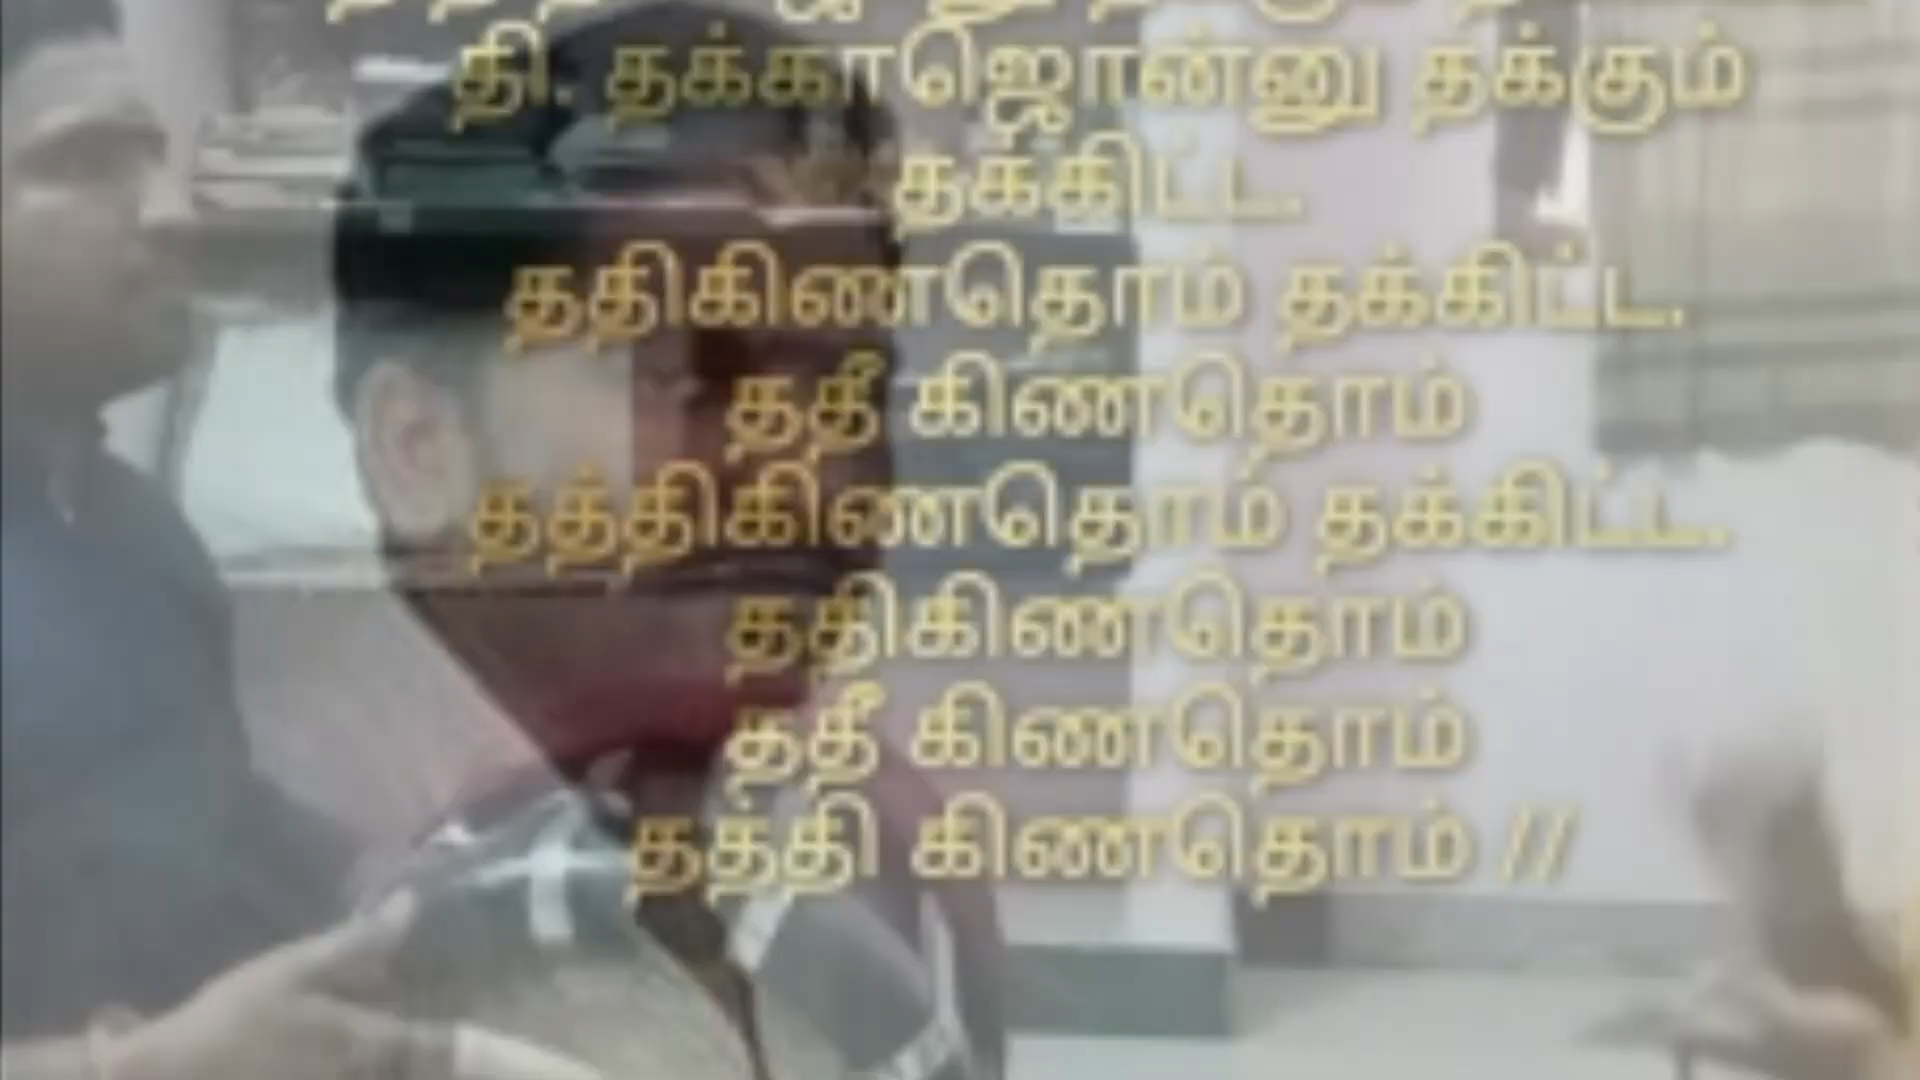 தி. தக்காஜொன்னு தக்கும்
தக்கிட்ட.
ததிகிணதொம் தக்கிட்ட.
ததீ கிணதொம்
தத்திகிணதொம் தக்கிட்ட.
ததிகிணதொம்
ததீ கிணதொம்
தத்தி கிணதொம் //